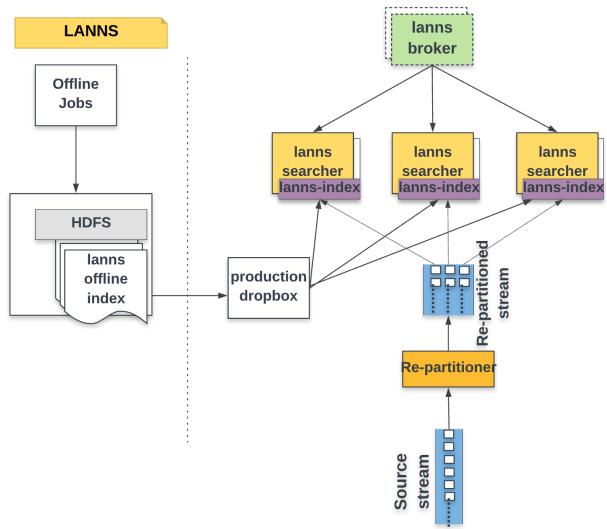 LANNS
Offline
Jobs
HDFS
lanns
offline
index
production
dropbox
lanns
broker
lanns
searcher
lanns-index
lanns
searcher
lanns-index
lanns
searcher
lanns-index
Re-partitioned
stream
Re-partitioner
Source
stream